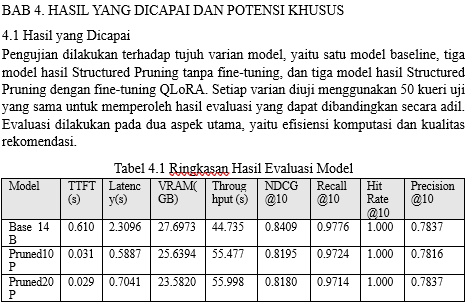 BAB 4. HASIL YANG DICAPAI DAN POTENSI KHUSUS
4.1 Hasil yang Dicapai
Pengujian dilakukan terhadap tujuh varian model, yaitu satu model baseline, tiga
model hasil Structured Pruning tanpa fine-tuning, dan tiga model hasil Structured
Pruning dengan fine-tuning QLoRA. Setiap varian diuji menggunakan 50 kueri uji
yang sama untuk memperoleh hasil evaluasi yang dapat dibandingkan secara adil.
Evaluasi dilakukan pada dua aspek utama, yaitu efisiensi komputasi dan kualitas
rekomendasi.
Tabel 4.1 Ringkasan Hasil Evaluasi Model
Model TTFT Latenc VRAM( Throug NDCG Recall Hit Precision
(s) y(s) GB) hput (s) @10 @10 Rate @10
@10
Base 14 0.610 2.3096 27.6973 44.735 0.8409 0.9776 1.000 0.7837
B
Pruned10 0.031 0.5887 25.6394 55.477 0.8195 0.9724 1.000 0.7816
P
Pruned20 0.029 0.7041 23.5820 55.998 0.8180 0.9714 1.000 0.7837
P